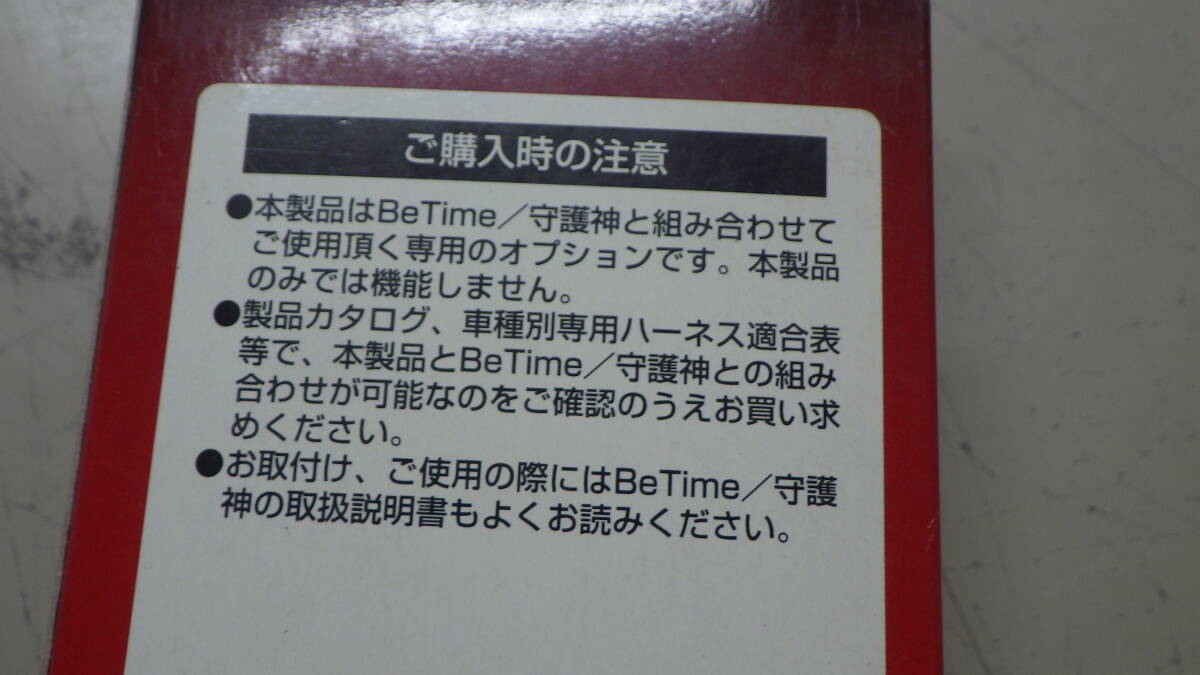 ご購入時の注意
●本製品はBeTime／守護神と組み合わせて
ご使用頂く専用のオプションです。本製品
のみでは機能しません。
●製品カタログ、車種別専用ハーネス適合表
等で、本製品とBeTime／守護神との組み
合わせが可能なのをご確認のうえお買い求
めください。
●お取付け、ご使用の際にはBeTime／守護
神の取扱説明書もよくお読みください。